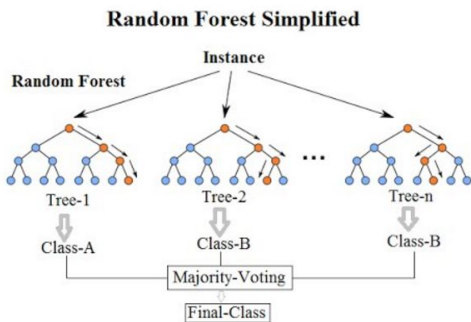 Random Forest Simplified
Instance
Random Forest
...
Tree-1
Tree-2
Tree-n
Class-A
Class-B
Class-B
Majority-Voting
Final-Class